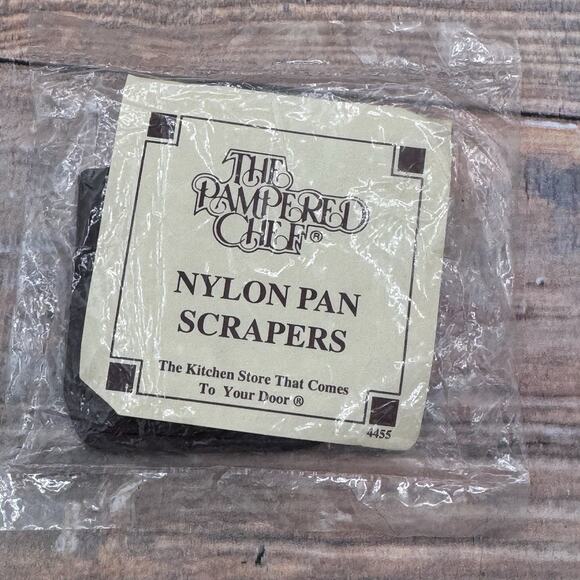 THE
PAMPERED
CHEF®
NYLON PAN
SCRAPERS
The Kitchen Store That Comes
To Your Door ®
4455